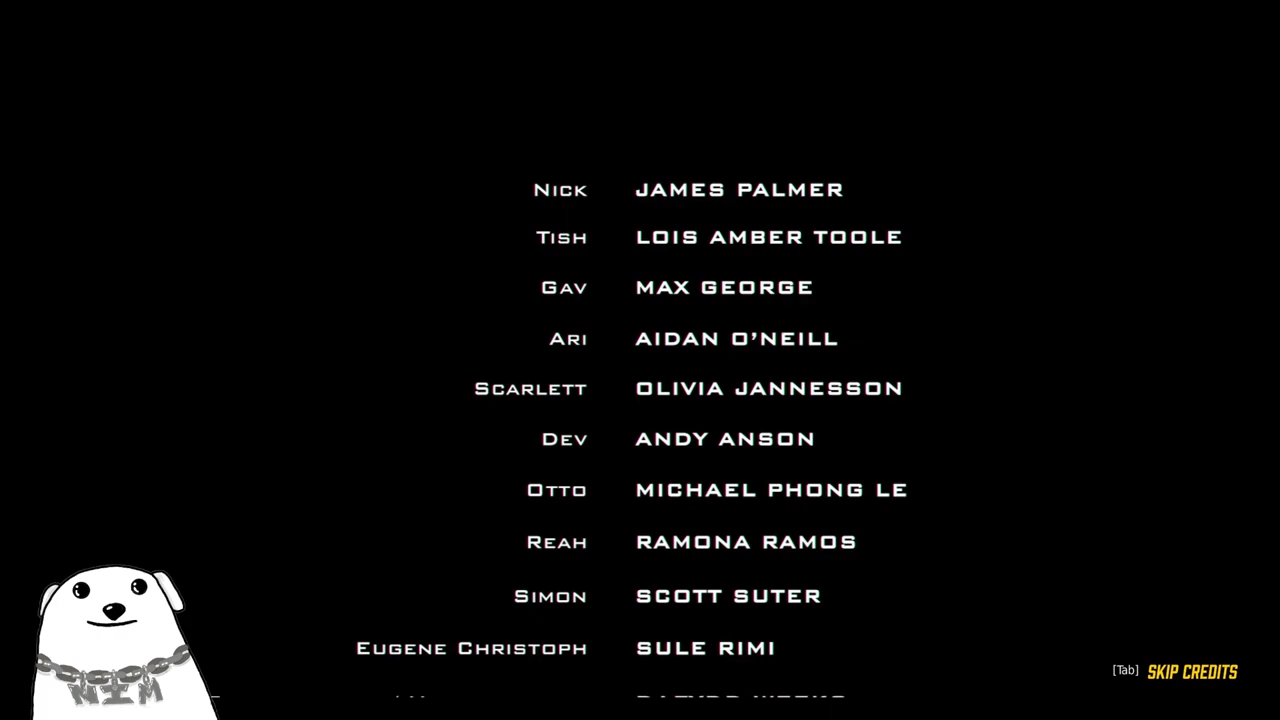 Nick JAMES PALMER
Tish LOIS AMBER TOOLE
Gav MAX GEORGE
Ari AIDAN O’NEILL
Scarlett OLIVIA JANNESSON
Dev ANDY ANSON
Otto MICHAEL PHONG LE
Reah RAMONA RAMOS
Simon SCOTT SUTER
Eugene Christoph SULE RIMI
[Tab] SKIP CREDITS
NIM